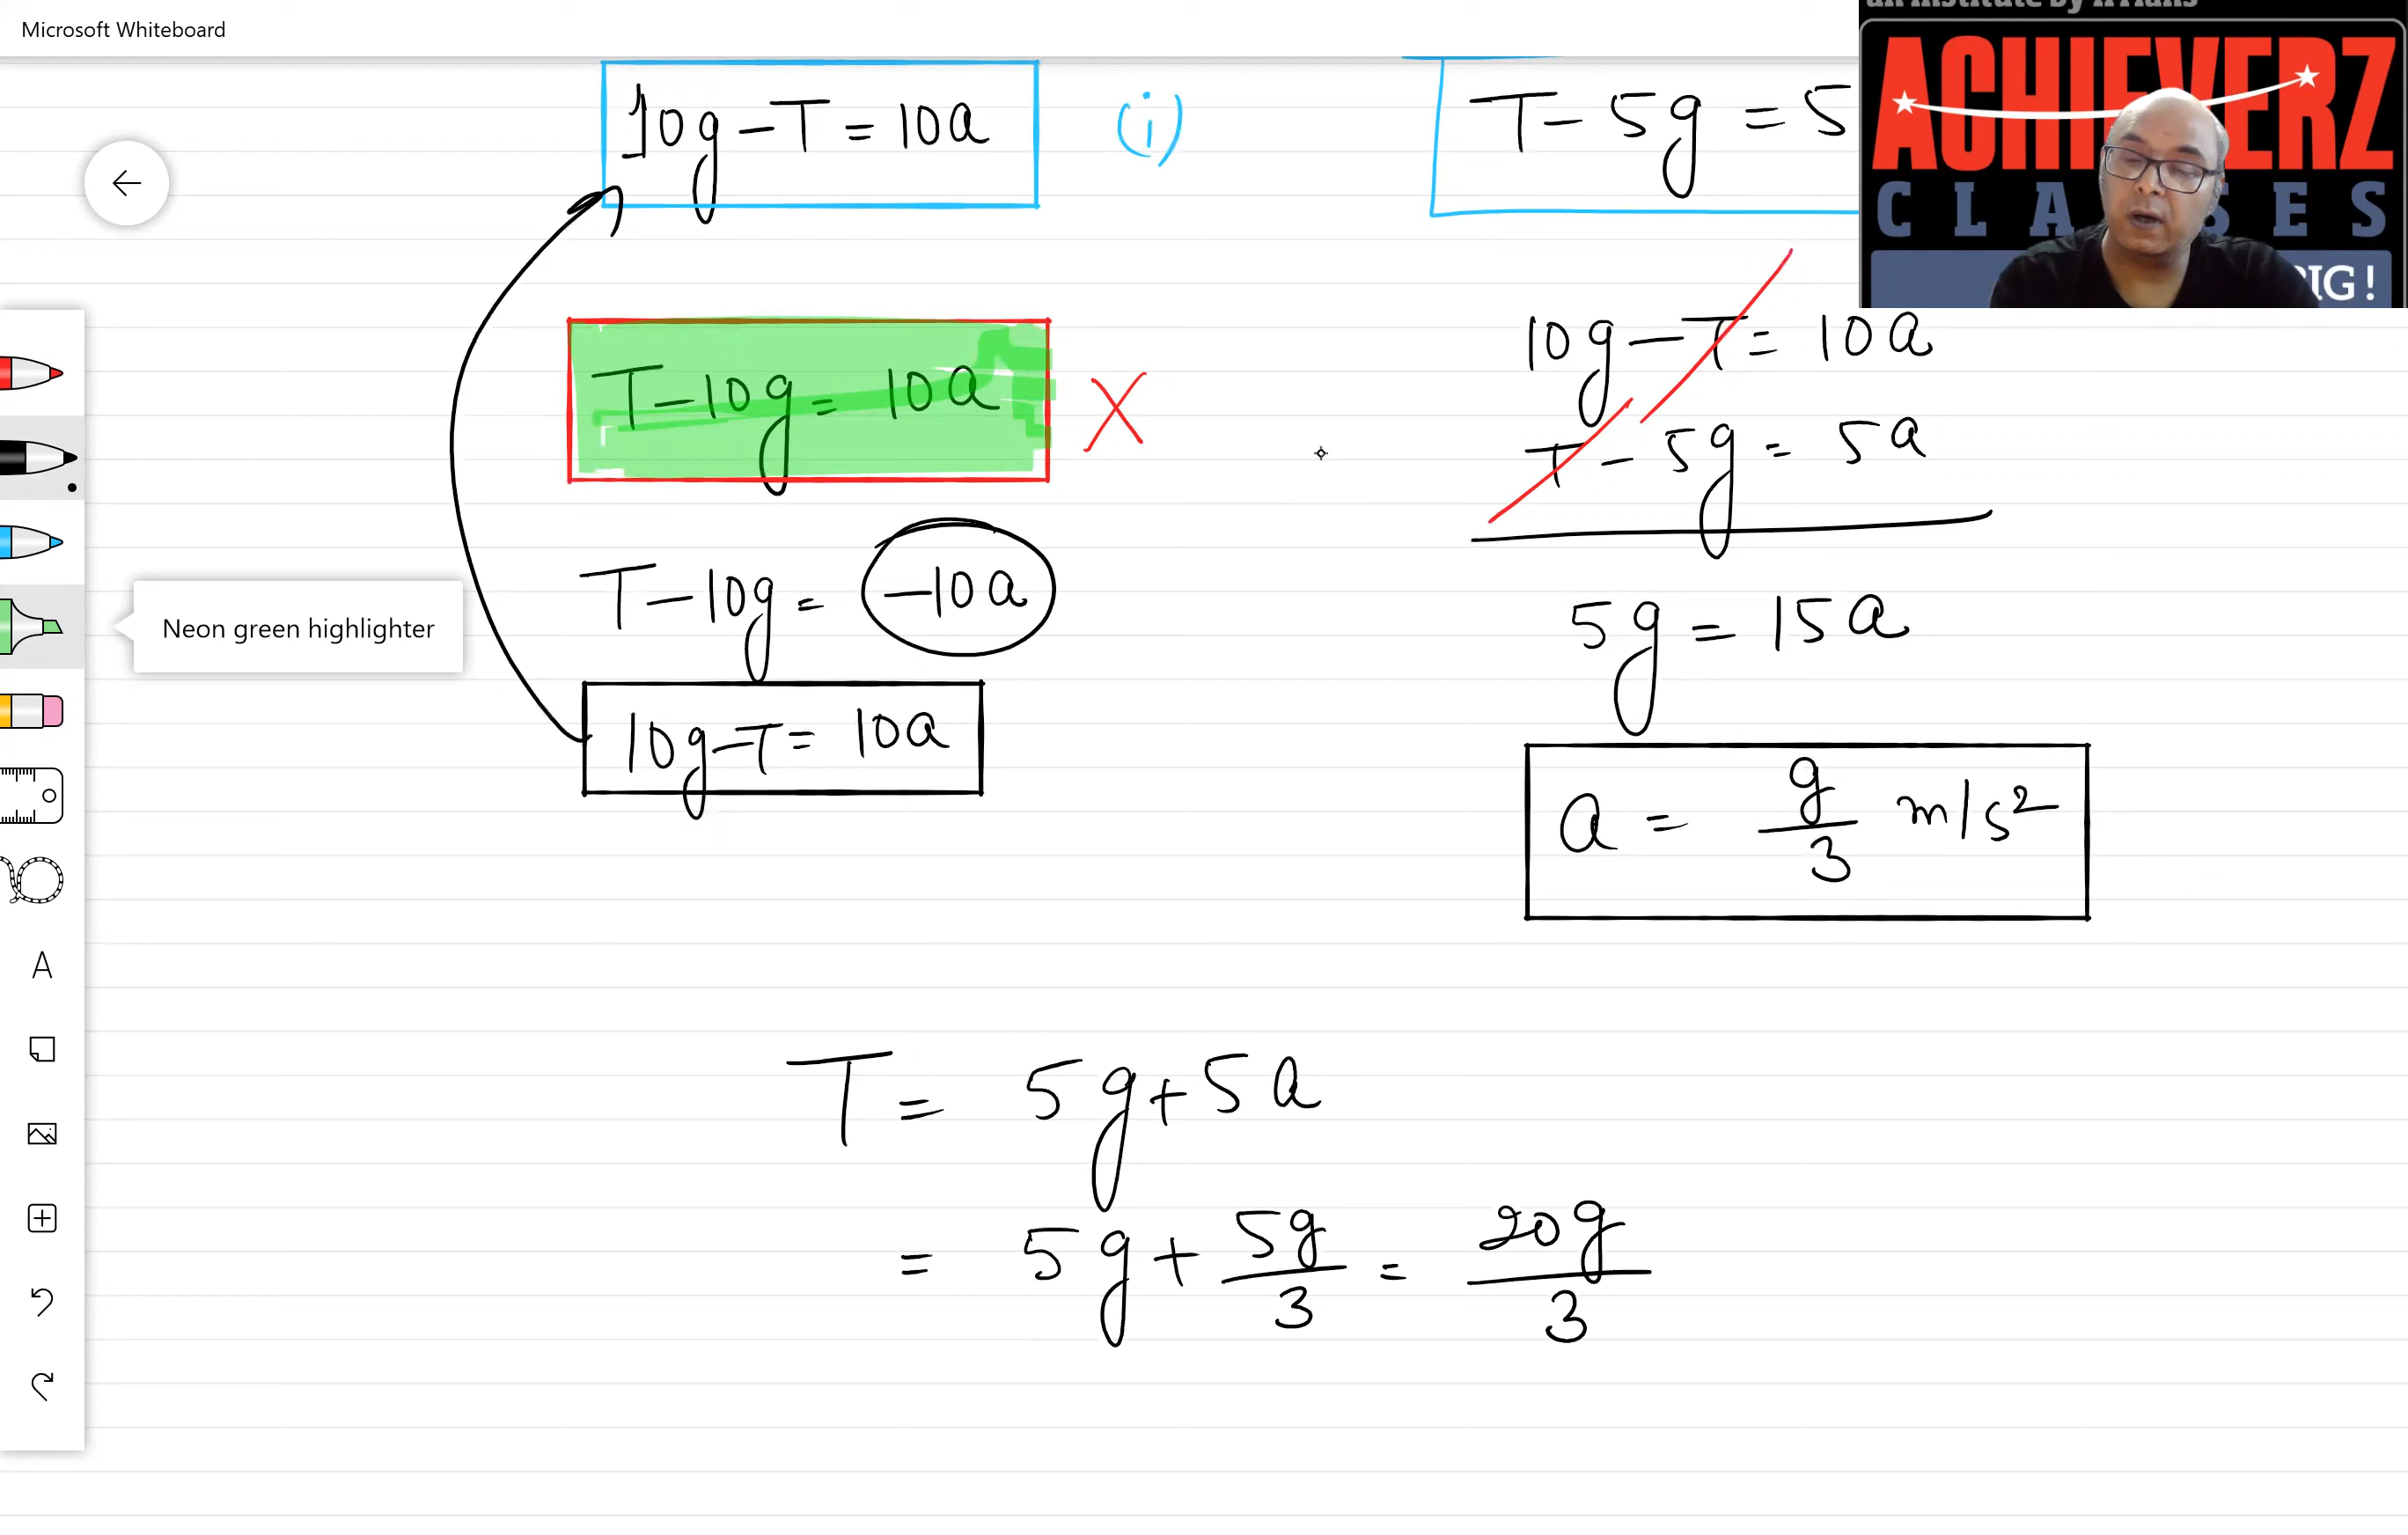 Microsoft Whiteboard
ACHIEVERZ
CLASSES
BIG!
10g - T = 10a
(i)
T - 5g = 5
T - 10g = 10a
X
T - 10g = -10a
10g - T = 10a
10g - T = 10a
T - 5g = 5a
5g = 15a
a = g/3 m/s²
Neon green highlighter
A
T = 5g + 5a
= 5g + 5g/3 = 20g/3